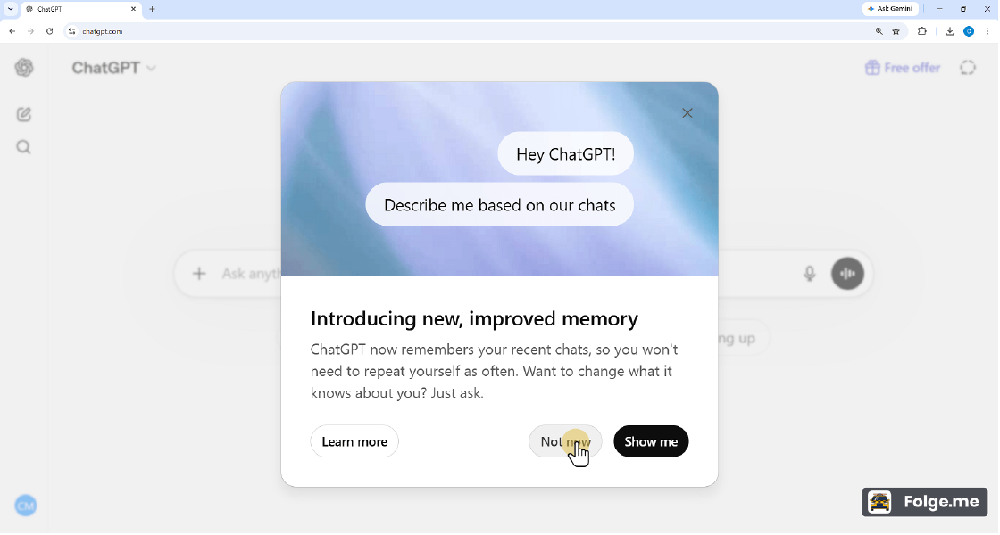 ChatGPT
Ask Gemini
chatgpt.com
ChatGPT
Free offer
Hey ChatGPT!
Describe me based on our chats
Ask anyth
ng up
Introducing new, improved memory
ChatGPT now remembers your recent chats, so you won't
need to repeat yourself as often. Want to change what it
knows about you? Just ask.
Learn more
Not now
Show me
CM
Folge.me